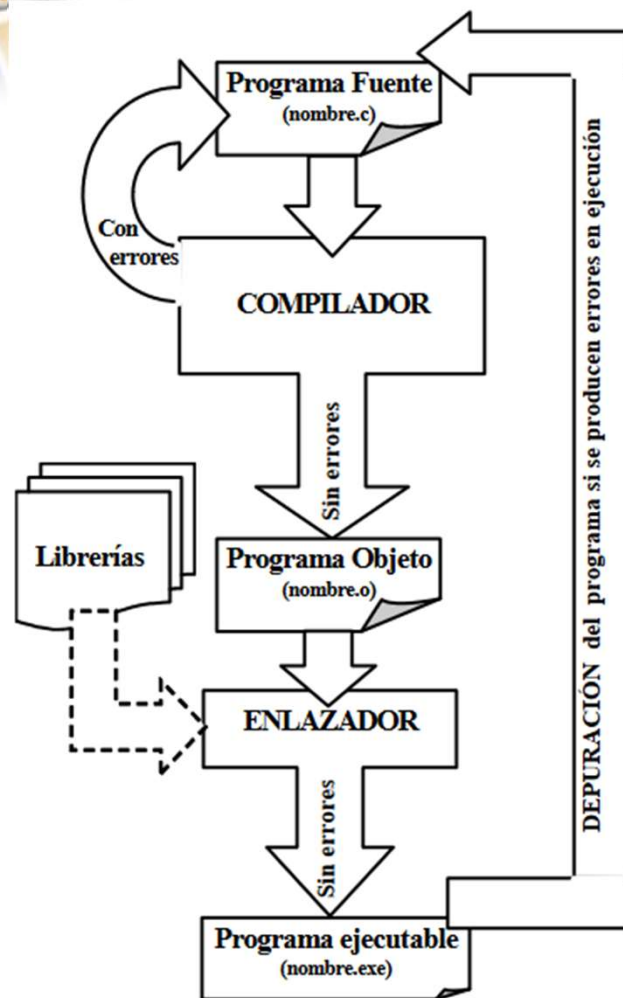 Programa Fuente
(nombre.c)
Con
errores
COMPILADOR
Sin errores
Librerías
Programa Objeto
(nombre.o)
ENLAZADOR
Sin errores
Programa ejecutable
(nombre.exe)
DEPURACIÓN del programa si se producen errores en ejecución